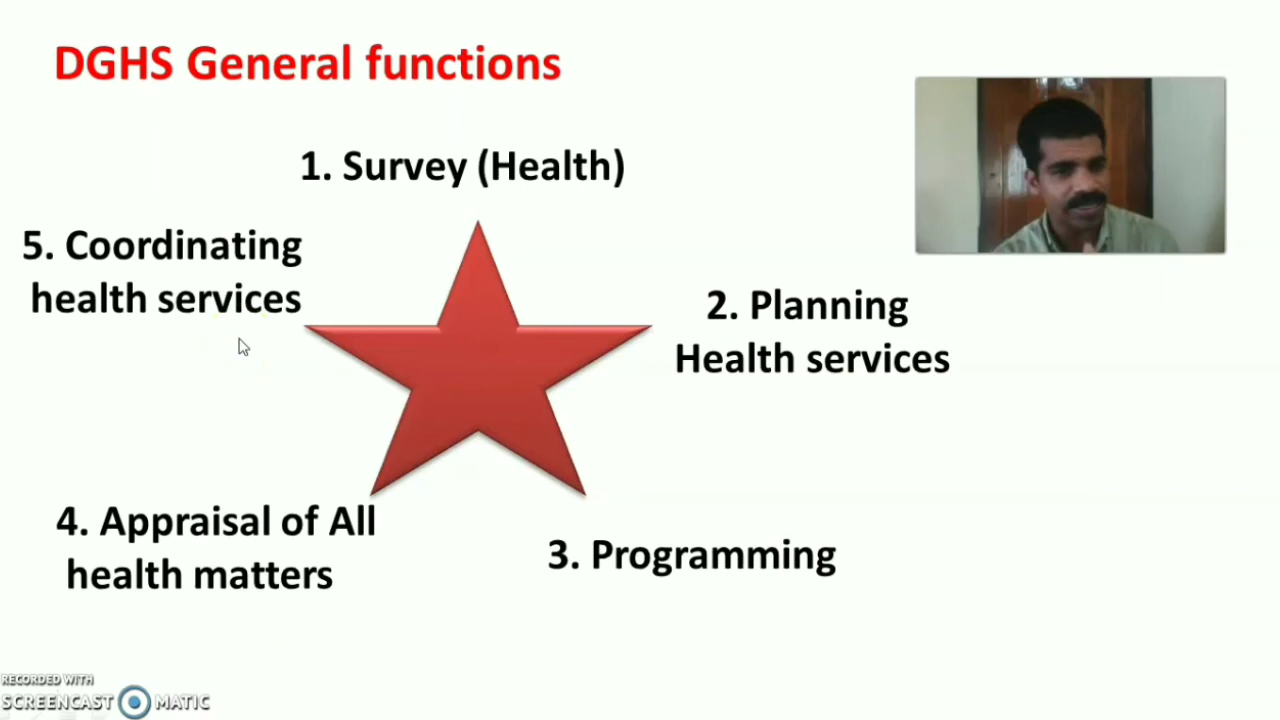 DGHS General functions
1. Survey (Health)
5. Coordinating
health services
2. Planning
Health services
4. Appraisal of All
health matters
3. Programming
RECORDED WITH
SCREENCAST MATIC